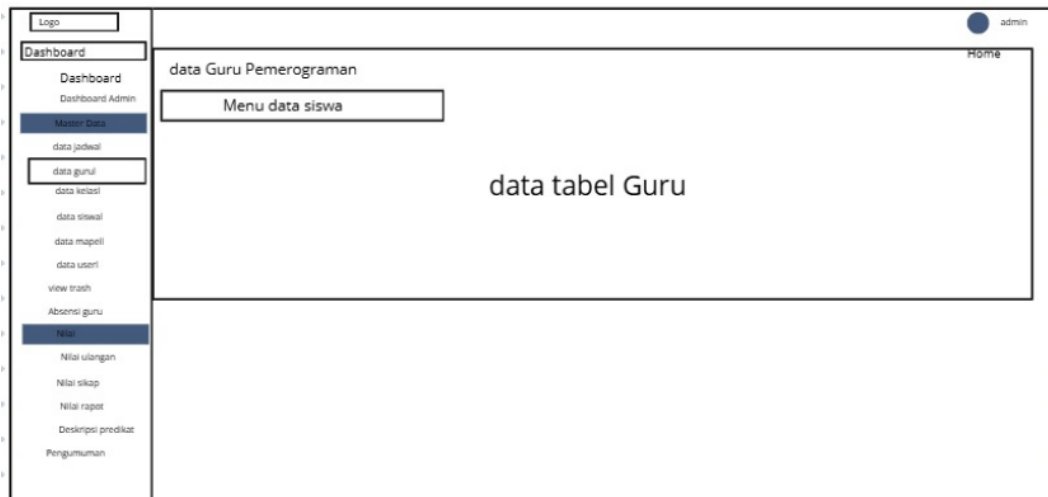 Logo
admin
Dashboard
Home
Dashboard
Dashboard Admin
Master Data
data jadwal
data gurul
data kelasl
data siswal
data mapell
data userl
view trash
Absensi guru
Nilai
Nilai ulangan
Nilai sikap
Nilai rapot
Deskripsi predikat
Pengumuman
data Guru Pemerograman
Menu data siswa
data tabel Guru